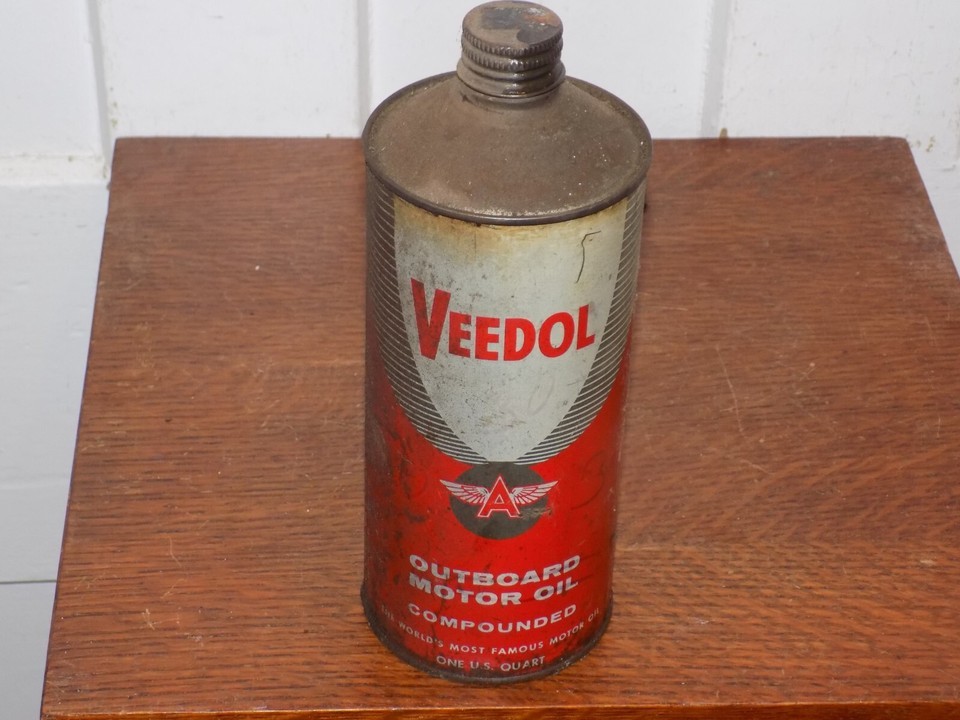 VEEDOL
A
OUTBOARD
MOTOR OIL
COMPOUNDED
THE WORLD'S MOST FAMOUS MOTOR OIL
ONE U.S. QUART